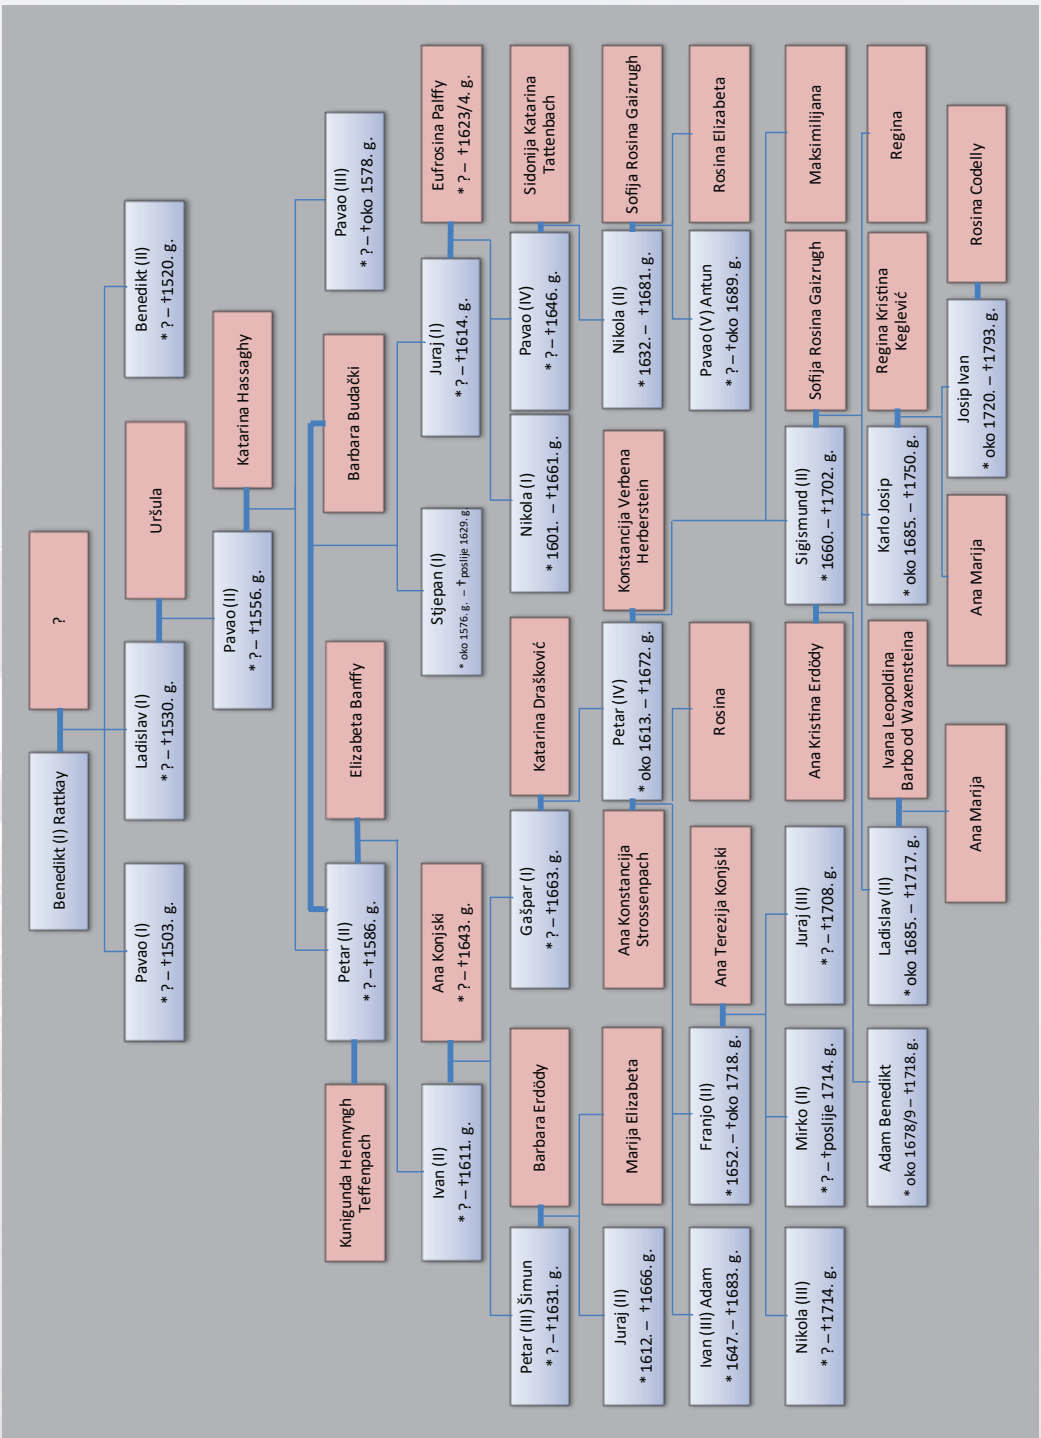 Benedikt (I) Rattkay
?
Pavao (I)
* ? – †1503. g.
Ladislav (I)
* ? – †1530. g.
Uršula
Benedikt (II)
* ? – †1520. g.
Pavao (II)
* ? – †1556. g.
Katarina Hassaghy
Kunigunda Hennyngh
Teffenpach
Petar (II)
* ? – †1586. g.
Elizabeta Banffy
Barbara Budački
Pavao (III)
* ? – †oko 1578. g.
Ivan (II)
* ? – †1611. g.
Ana Konjski
* ? – †1643. g.
Stjepan (I)
* oko 1576. g. – † poslije 1629. g.
Juraj (I)
* ? – †1614. g.
Eufrosina Palffy
* ? – †1623/4. g.
Petar (III) Šimun
* ? – †1631. g.
Barbara Erdödy
Gašpar (I)
* ? – †1663. g.
Katarina Drašković
Nikola (I)
* 1601. – †1661. g.
Pavao (IV)
* ? – †1646. g.
Sidonija Katarina
Tattenbach
Juraj (II)
*1612. – †1666. g.
Marija Elizabeta
Ana Konstancija
Strossenpach
Petar (IV)
* oko 1613. – †1672. g.
Konstancija Verbena
Herberstein
Nikola (II)
* 1632. – †1681. g.
Sofija Rosina Gaizrugh
Ivan (III) Adam
*1647. – †1683. g.
Franjo (II)
*1652. – †oko 1718. g.
Ana Terezija Konjski
Rosina
Pavao (V) Antun
* ? – †oko 1689. g.
Rosina Elizabeta
Nikola (III)
* ? – †1714. g.
Mirko (II)
* ? – †poslije 1714. g.
Juraj (III)
* ? – †1708. g.
Ana Kristina Erdödy
Sigismund (II)
* 1660. – †1702. g.
Sofija Rosina Gaizrugh
Maksimilijana
Adam Benedikt
* oko 1678/9 – †1718. g.
Ladislav (II)
* oko 1685. – †1717. g.
Ivana Leopoldina
Barbo od Waxensteina
Karlo Josip
* oko 1685. – †1750. g.
Regina Kristina
Keglević
Regina
Ana Marija
Ana Marija
Josip Ivan
* oko 1720. – †1793. g.
Rosina Codelly